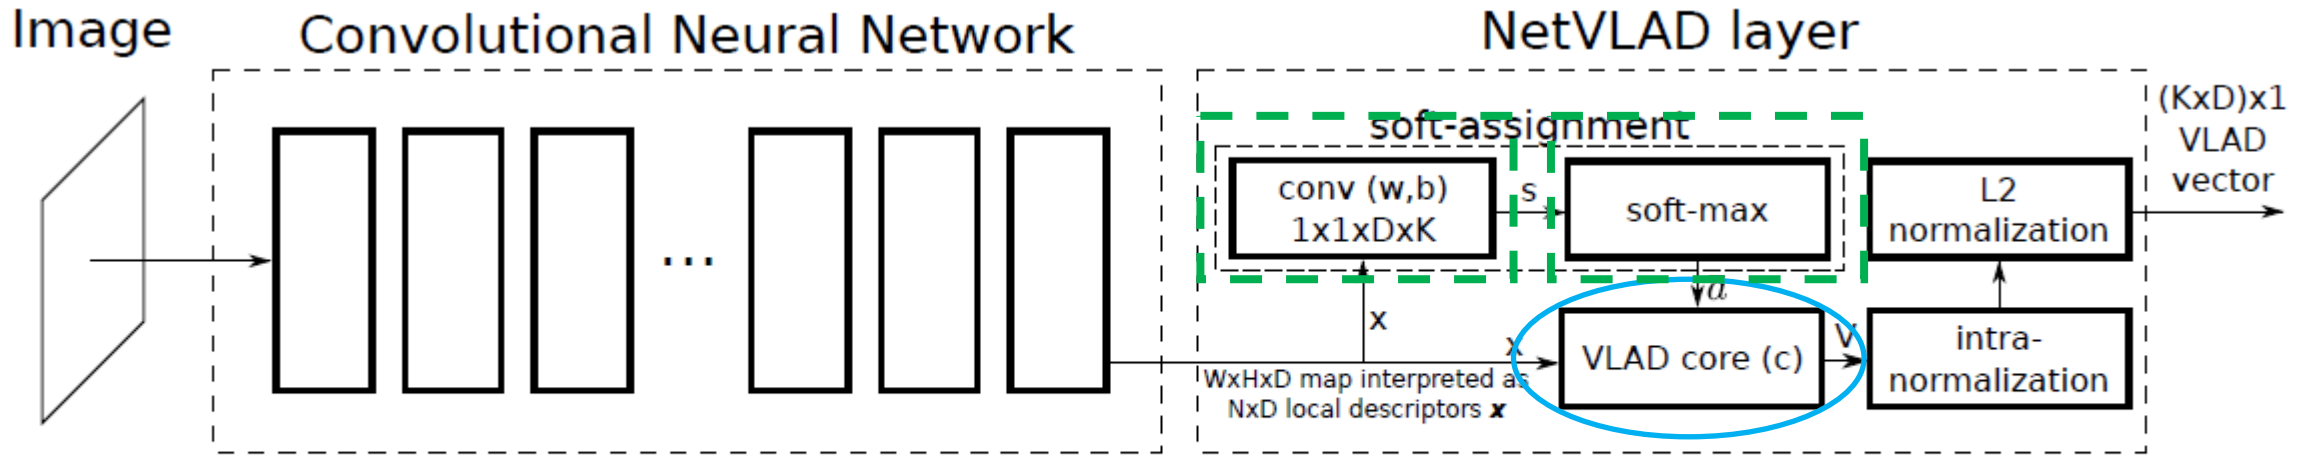 Image
Convolutional Neural Network
...
NetVLAD layer
soft-assignment
conv (w,b)
1x1xDxK
s
soft-max
L2
normalization
(KxD)x1
VLAD
vector
a
x
x
VLAD core (c)
V
intra-
normalization
WxHxD map interpreted as
NxD local descriptors x